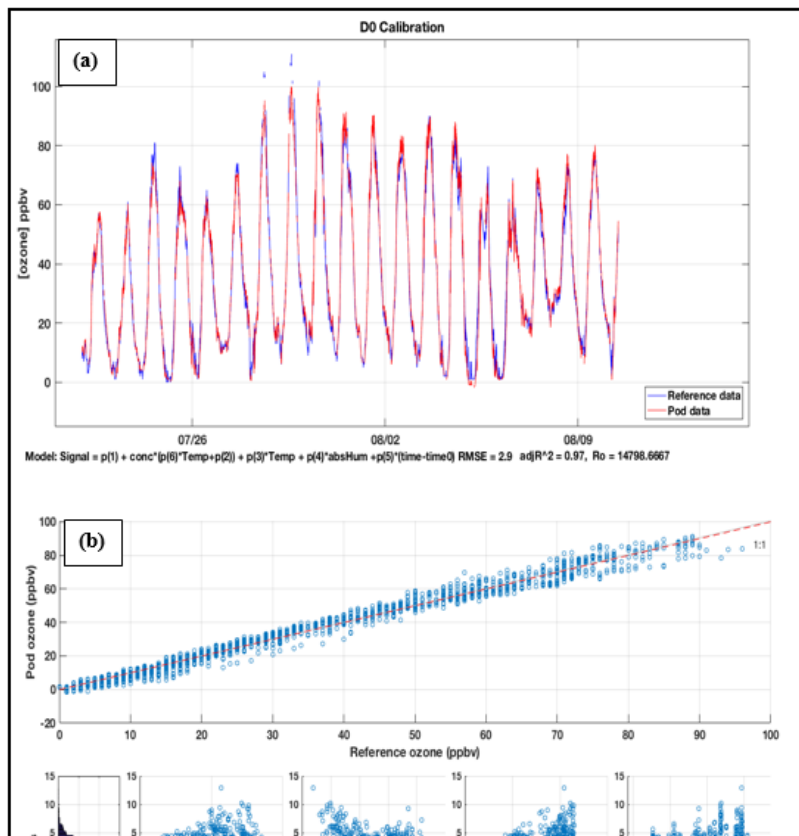 D0 Calibration
(a)
100
80
60
40
20
0
[ozone] ppbv
Reference data
Pod data
07/26 08/02 08/09
Model: Signal = p(1) + conc*(p(6)*Temp+p(2)) + p(3)*Temp + p(4)*absHum +p(5)*(time-time0) RMSE = 2.9 adjR^2 = 0.97, Ro = 14798.6667
(b)
100
80
60
40
20
0
-20
Pod ozone (ppbv)
1:1
0 10 20 30 40 50 60 70 80 90 100
Reference ozone (ppbv)
15 15 15 15 15
10 10 10 10 10
5 5 5 5 5